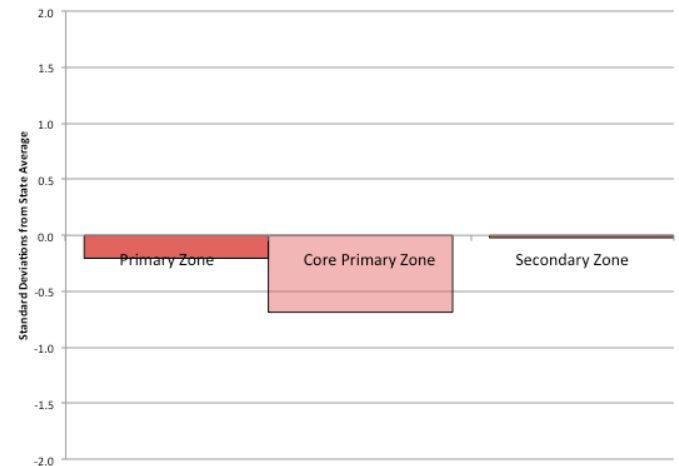 Standard Deviations from State Average
2.0
1.5
1.0
0.5
0.0
-0.5
-1.0
-1.5
-2.0
Primary Zone
Core Primary Zone
Secondary Zone